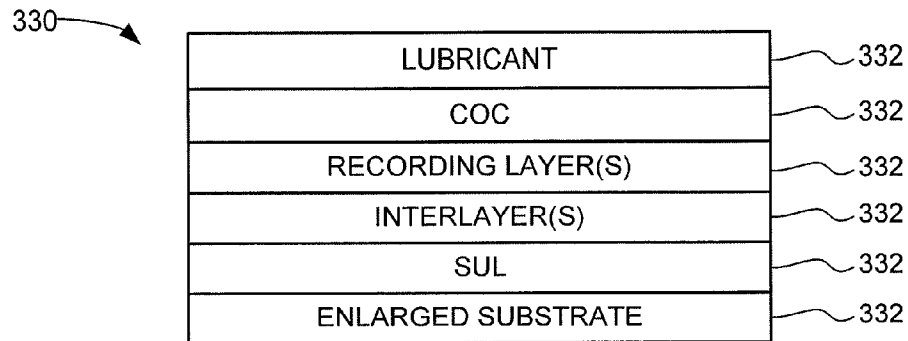 330
LUBRICANT 332
COC 332
RECORDING LAYER(S) 332
INTERLAYER(S) 332
SUL 332
ENLARGED SUBSTRATE 332